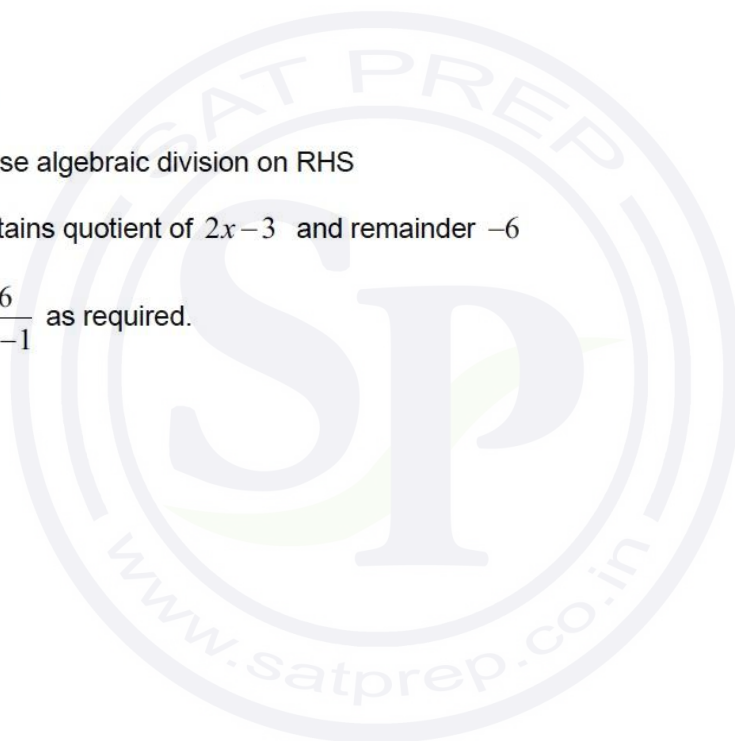 SAT PREP
se algebraic division on RHS
tains quotient of 2x−3 and remainder −6
6
—
−1 as required.
SP
www.satprep.co.in